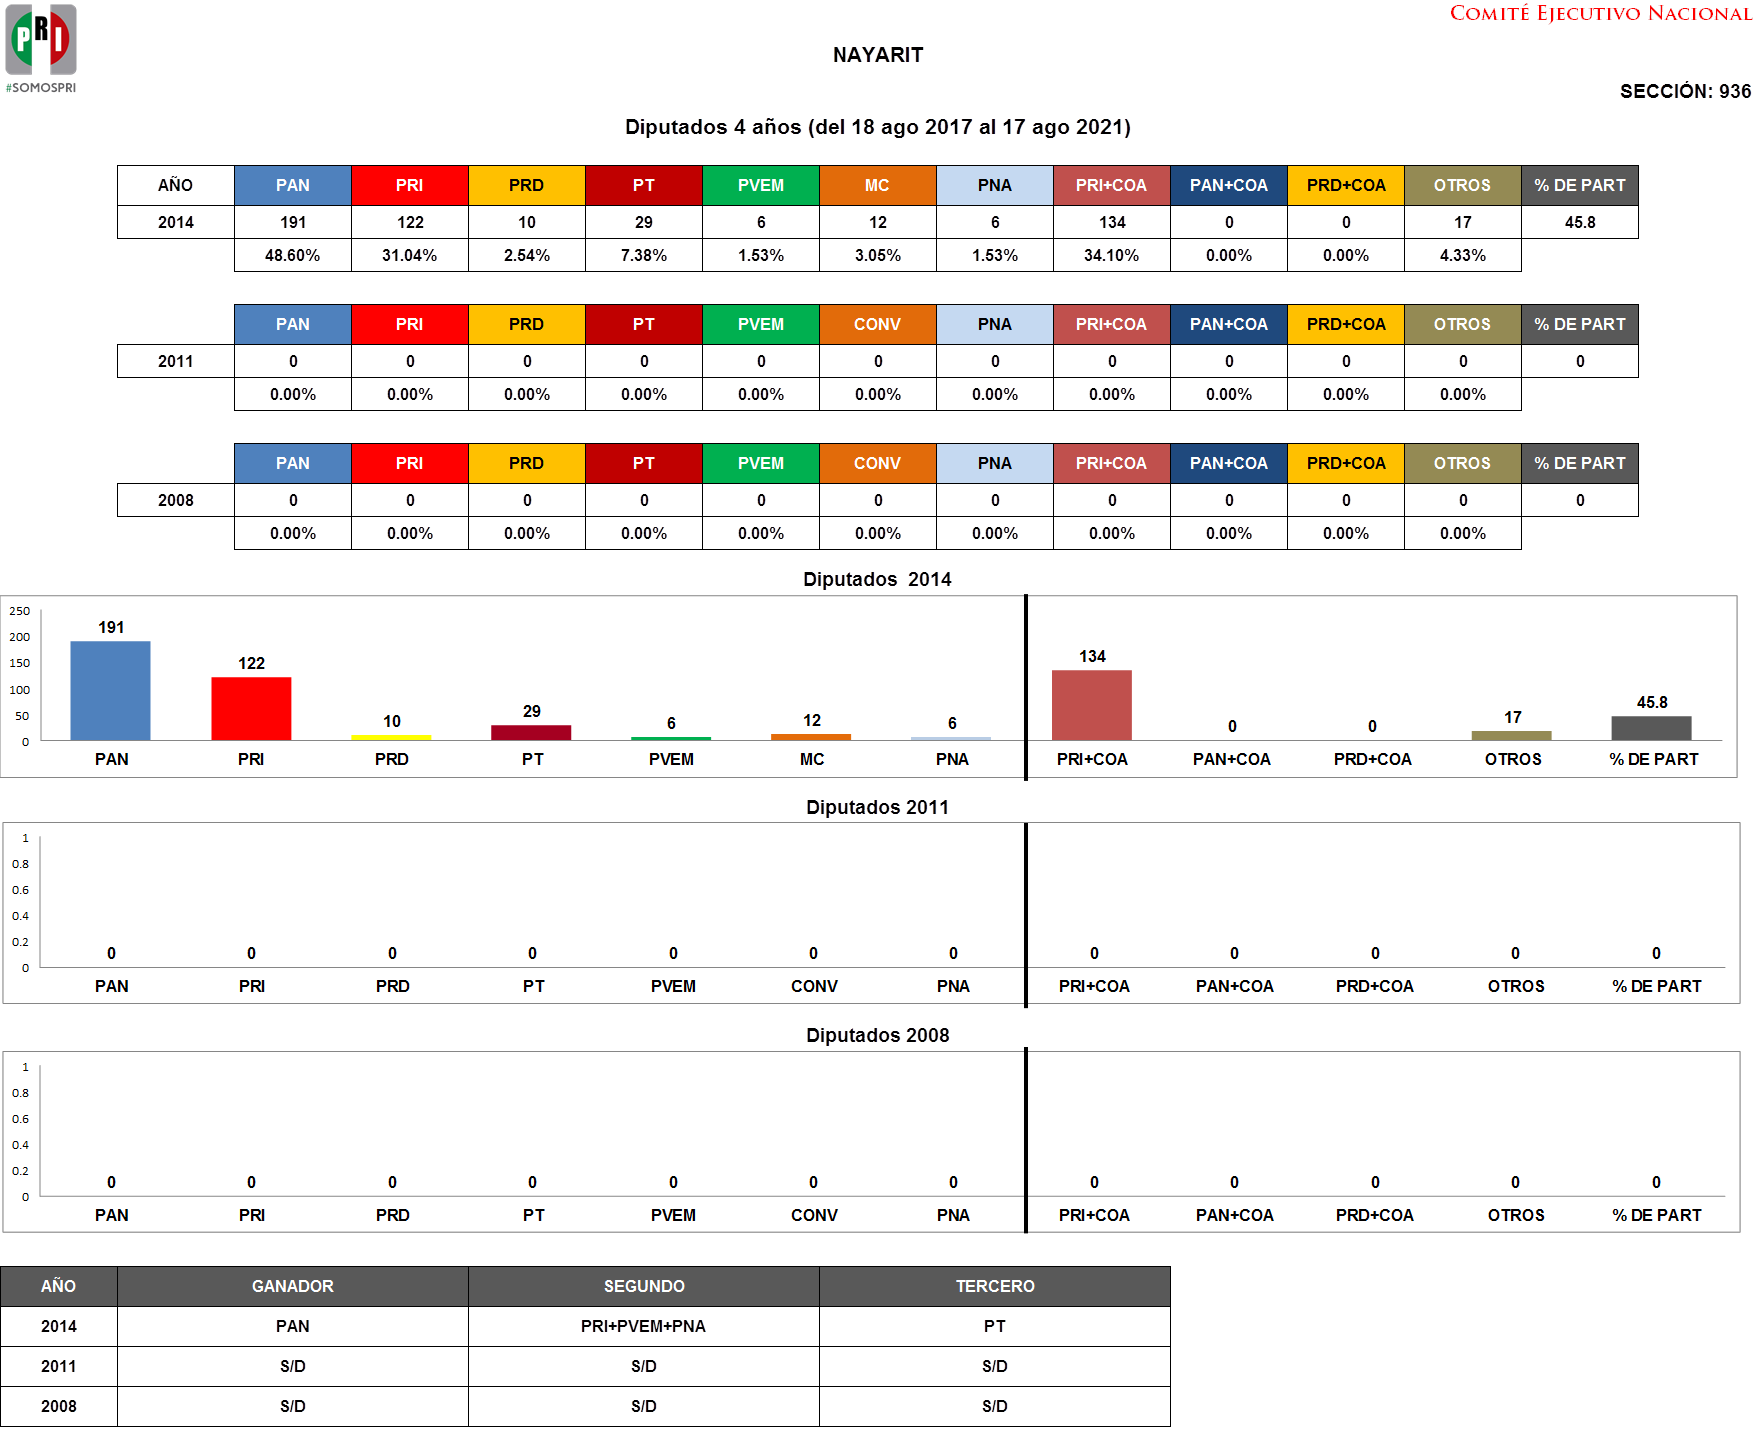 PRI
#SOMOSPRI
COMITÉ EJECUTIVO NACIONAL
NAYARIT
SECCIÓN: 936
Diputados 4 años (del 18 ago 2017 al 17 ago 2021)
AÑO PAN PRI PRD PT PVEM MC PNA PRI+COA PAN+COA PRD+COA OTROS % DE PART
2014 191 122 10 29 6 12 6 134 0 0 17 45.8
48.60% 31.04% 2.54% 7.38% 1.53% 3.05% 1.53% 34.10% 0.00% 0.00% 4.33%
PAN PRI PRD PT PVEM CONV PNA PRI+COA PAN+COA PRD+COA OTROS % DE PART
2011 0 0 0 0 0 0 0 0 0 0 0 0
0.00% 0.00% 0.00% 0.00% 0.00% 0.00% 0.00% 0.00% 0.00% 0.00% 0.00%
PAN PRI PRD PT PVEM CONV PNA PRI+COA PAN+COA PRD+COA OTROS % DE PART
2008 0 0 0 0 0 0 0 0 0 0 0 0
0.00% 0.00% 0.00% 0.00% 0.00% 0.00% 0.00% 0.00% 0.00% 0.00% 0.00%
Diputados 2014
250
200
150
100
50
0
191 122 10 29 6 12 6 134 0 0 17 45.8
PAN PRI PRD PT PVEM MC PNA PRI+COA PAN+COA PRD+COA OTROS % DE PART
Diputados 2011
1
0.8
0.6
0.4
0.2
0
0 0 0 0 0 0 0 0 0 0 0 0
PAN PRI PRD PT PVEM CONV PNA PRI+COA PAN+COA PRD+COA OTROS % DE PART
Diputados 2008
1
0.8
0.6
0.4
0.2
0
0 0 0 0 0 0 0 0 0 0 0 0
PAN PRI PRD PT PVEM CONV PNA PRI+COA PAN+COA PRD+COA OTROS % DE PART
AÑO GANADOR SEGUNDO TERCERO
2014 PAN PRI+PVEM+PNA PT
2011 S/D S/D S/D
2008 S/D S/D S/D